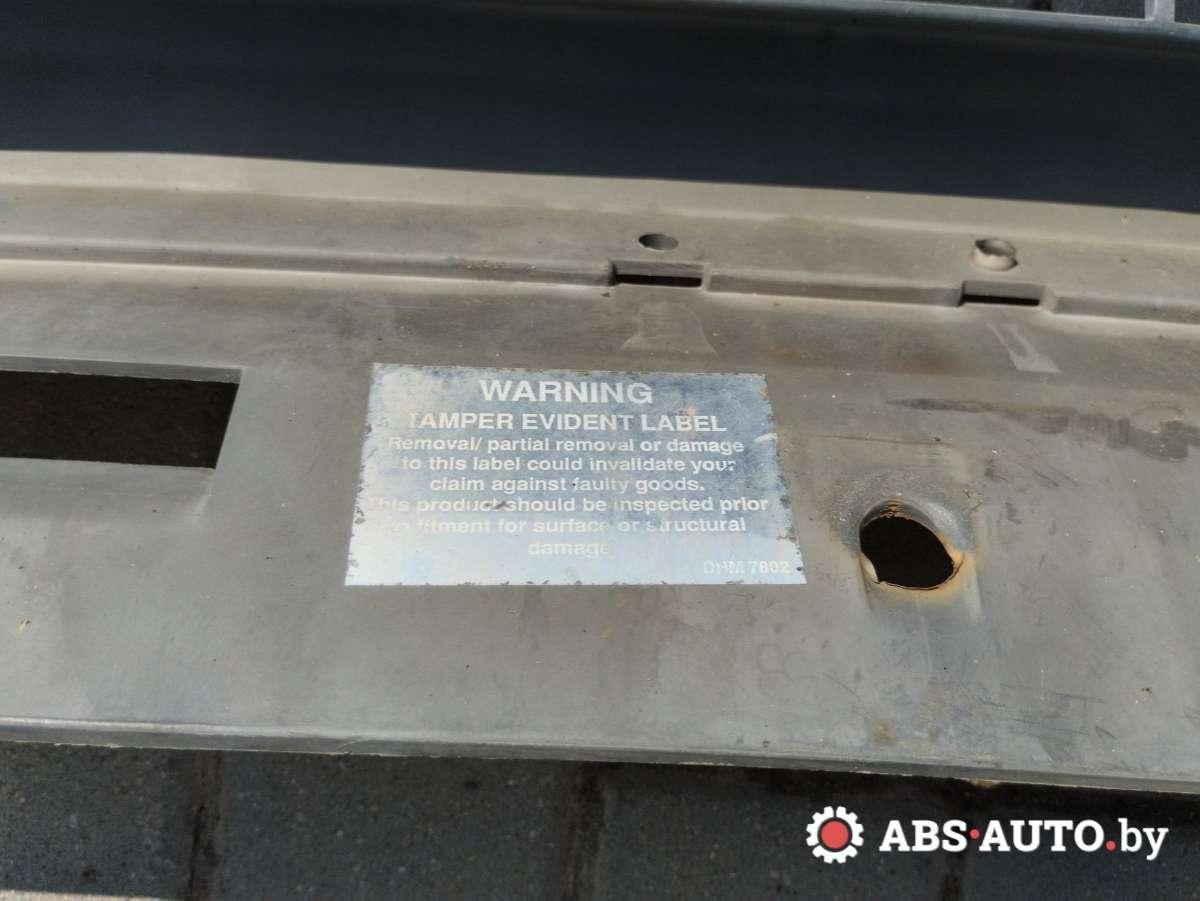 WARNING
TAMPER EVIDENT LABEL
Removal/ partial removal or damage
to this label could invalidate your
claim against faulty goods.
This product should be inspected prior
to fitment for surface or structural
damage
DHM 7802
ABS-AUTO.by